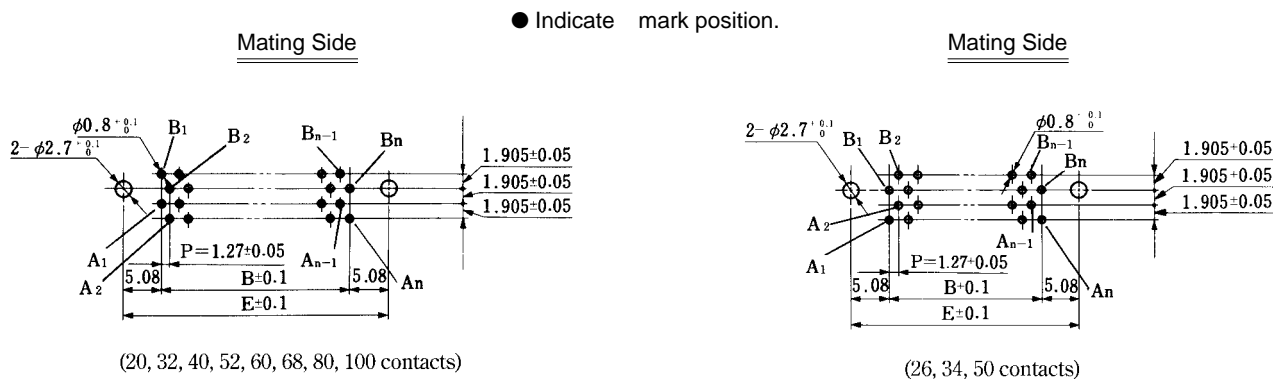 ● Indicate mark position.
Mating Side
φ0.8 +0.1 0
B1
B2
Bn-1
Bn
2-φ2.7 +0.1 0
1.905±0.05
1.905±0.05
1.905±0.05
A1
A2
P=1.27±0.05
An-1
An
5.08
B±0.1
5.08
E±0.1
(20, 32, 40, 52, 60, 68, 80, 100 contacts)
Mating Side
2-φ2.7 +0.1 0
B1
B2
φ0.8 +0.1 0
Bn-1
Bn
1.905±0.05
1.905+0.05
1.905±0.05
A2
A1
An-1
P=1.27+0.05
An
5.08
B+0.1
5.08
E±0.1
(26, 34, 50 contacts)